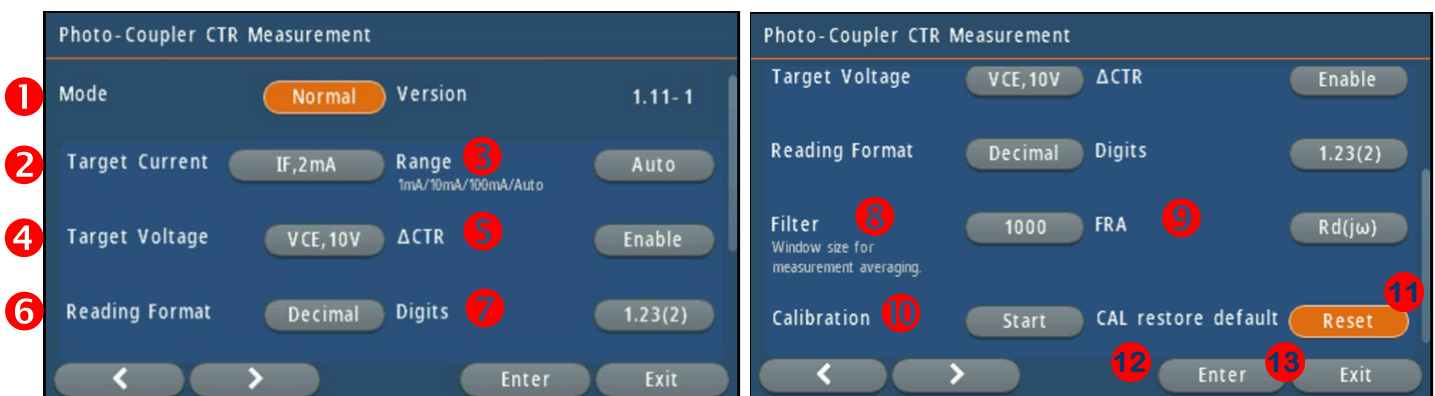 Photo-Coupler CTR Measurement
1 Mode Normal Version 1.11-1
2 Target Current IF,2mA Range 3 Auto
1mA/10mA/100mA/Auto
4 Target Voltage VCE,10V ΔCTR 5 Enable
6 Reading Format Decimal Digits 7 1.23(2)
< > Enter Exit
Photo-Coupler CTR Measurement
Target Voltage VCE,10V ΔCTR Enable
Reading Format Decimal Digits 1.23(2)
Filter 8 1000 FRA 9 Rd(jω)
Window size for
measurement averaging.
11
Calibration 10 Start CAL restore default Reset
< > 12 Enter 13 Exit